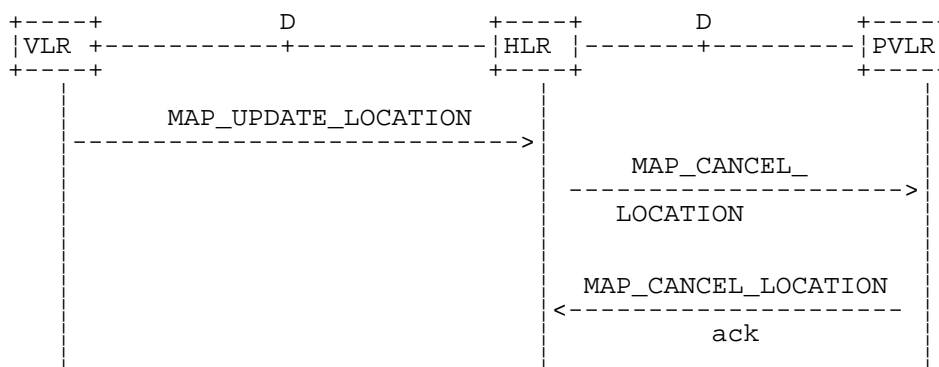 D D
VLR HLR PVLR
MAP_UPDATE_LOCATION
MAP_CANCEL_
LOCATION
MAP_CANCEL_LOCATION
ack